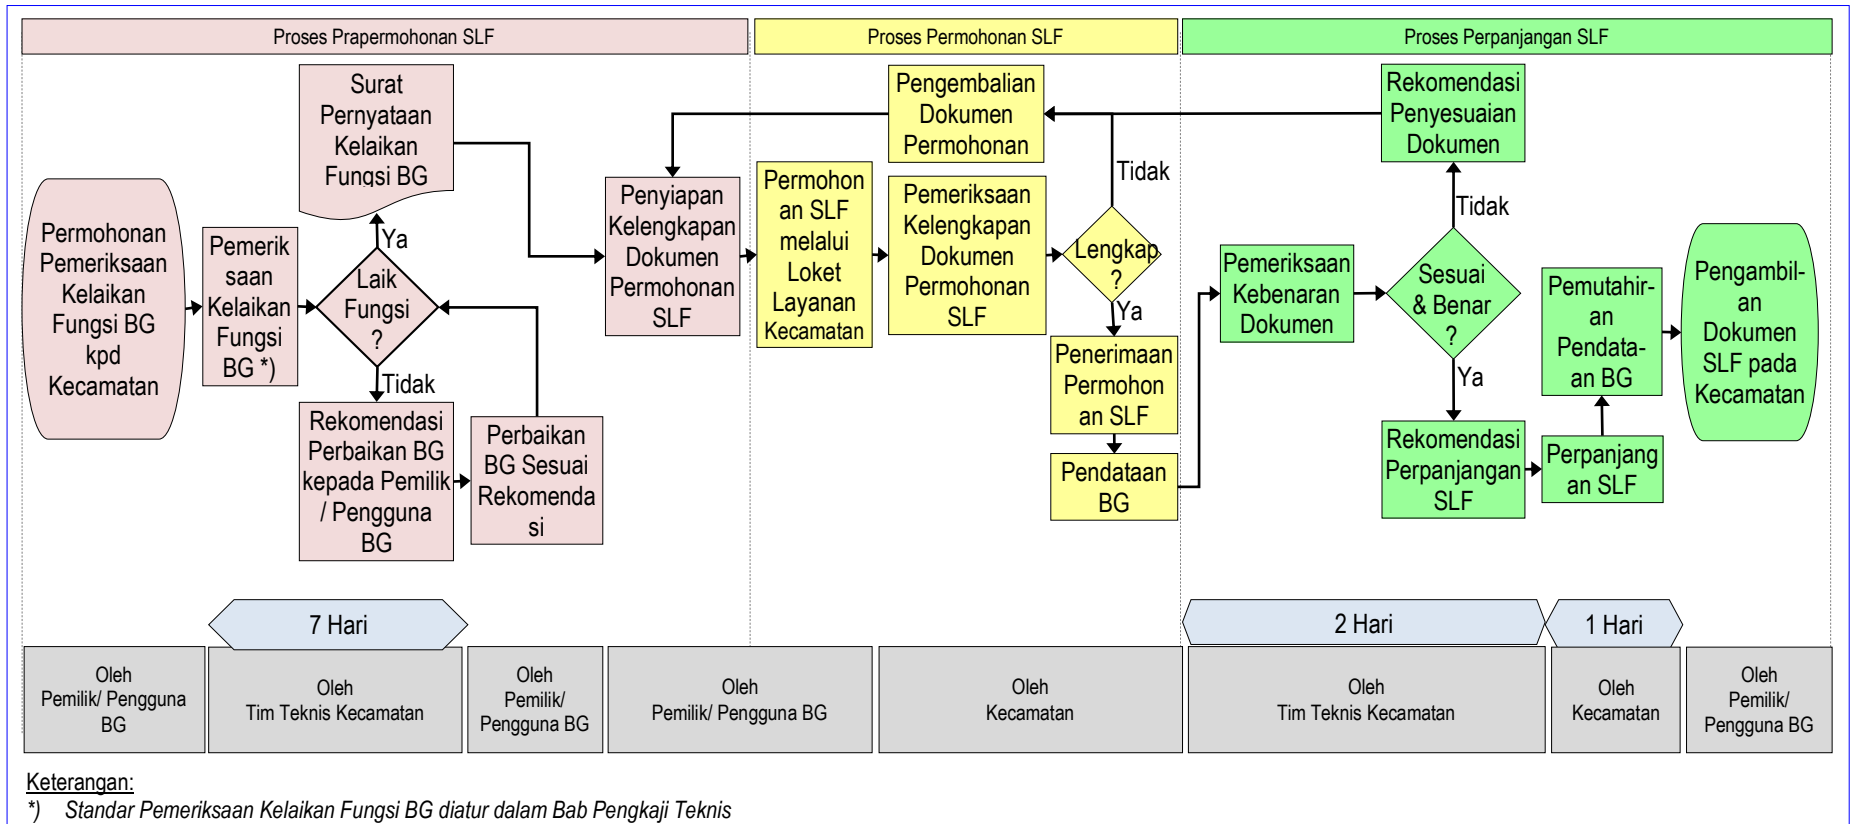 Proses Prapermohonan SLF
Proses Permohonan SLF
Proses Perpanjangan SLF
Permohonan
Pemeriksaan
Kelaikan
Fungsi BG
kpd
Kecamatan
Pemerik
saan
Kelaikan
Fungsi
BG *)
Surat
Pernyataan
Kelaikan
Fungsi BG
Ya
Laik
Fungsi
?
Tidak
Rekomendasi
Perbaikan BG
kepada Pemilik
/ Pengguna
BG
Perbaikan
BG Sesuai
Rekomenda
si
Penyiapan
Kelengkapan
Dokumen
Permohonan
SLF
Pengembalian
Dokumen
Permohonan
Permohon
an SLF
melalui
Loket
Layanan
Kecamatan
Pemeriksaan
Kelengkapan
Dokumen
Permohonan
SLF
Tidak
Lengkap
?
Ya
Penerimaan
Permohon
an SLF
Pendataan
BG
Rekomendasi
Penyesuaian
Dokumen
Tidak
Pemeriksaan
Kebenaran
Dokumen
Sesuai
& Benar
?
Ya
Rekomendasi
Perpanjangan
SLF
Perpanjang
an SLF
Pemutahir-
an
Pendata-
an BG
Pengambil-
an
Dokumen
SLF pada
Kecamatan
7 Hari
2 Hari
1 Hari
Oleh
Pemilik/ Pengguna
BG
Oleh
Tim Teknis Kecamatan
Oleh
Pemilik/
Pengguna BG
Oleh
Pemilik/ Pengguna BG
Oleh
Kecamatan
Oleh
Tim Teknis Kecamatan
Oleh
Kecamatan
Oleh
Pemilik/
Pengguna BG
Keterangan:
*) Standar Pemeriksaan Kelaikan Fungsi BG diatur dalam Bab Pengkaji Teknis